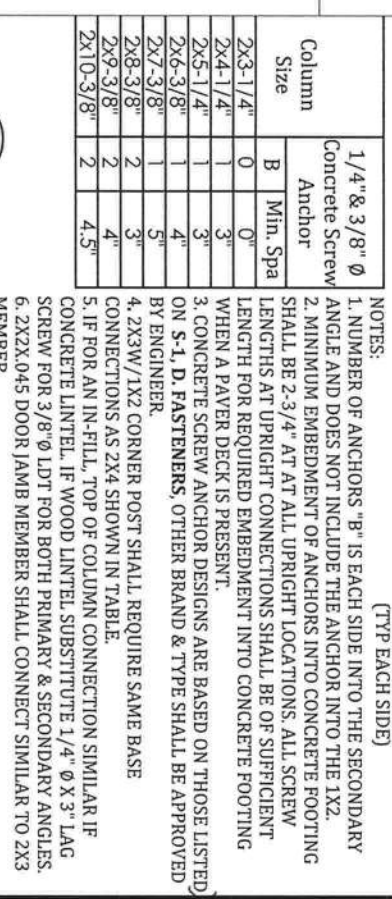 (TYP EACH SIDE)
Column Size | 1/4"& 3/8" Ø Concrete Screw Anchor
B | Min. Spa
2x3-1/4" | 0 | 0"
2x4-1/4" | 1 | 3"
2x5-1/4" | 1 | 3"
2x6-3/8" | 1 | 4"
2x7-3/8" | 1 | 5"
2x8-3/8" | 2 | 3"
2x9-3/8" | 2 | 4"
2x10-3/8" | 2 | 4.5"
NOTES:
1. NUMBER OF ANCHORS "B" IS EACH SIDE INTO THE SECONDARY
ANGLE AND DOES NOT INCLUDE THE ANCHOR INTO THE 1X2.
2. MINIMUM EMBEDMENT OF ANCHORS INTO CONCRETE FOOTING
SHALL BE 2-3/4" AT AT ALL UPRIGHT LOCATIONS. ALL SCREW
LENGTHS AT UPRIGHT CONNECTIONS SHALL BE OF SUFFICIENT
LENGTH FOR REQUIRED EMBEDMENT INTO CONCRETE FOOTING
WHEN A PAVER DECK IS PRESENT.
3. CONCRETE SCREW ANCHOR DESIGNS ARE BASED ON THOSE LISTED
ON S-1, D. FASTENERS, OTHER BRAND & TYPE SHALL BE APPROVED
BY ENGINEER.
4. 2X3W/1X2 CORNER POST SHALL REQUIRE SAME BASE
CONNECTIONS AS 2X4 SHOWN IN TABLE.
5. IF FOR AN IN-FILL, TOP OF COLUMN CONNECTION SIMILAR IF
CONCRETE LINTEL. IF WOOD LINTEL SUBSTITUTE 1/4" Ø X 3" LAG
SCREW FOR 3/8"Ø LDT FOR BOTH PRIMARY & SECONDARY ANGLES.
6. 2X2X.045 DOOR JAMB MEMBER SHALL CONNECT SIMILAR TO 2X3
MEMBER